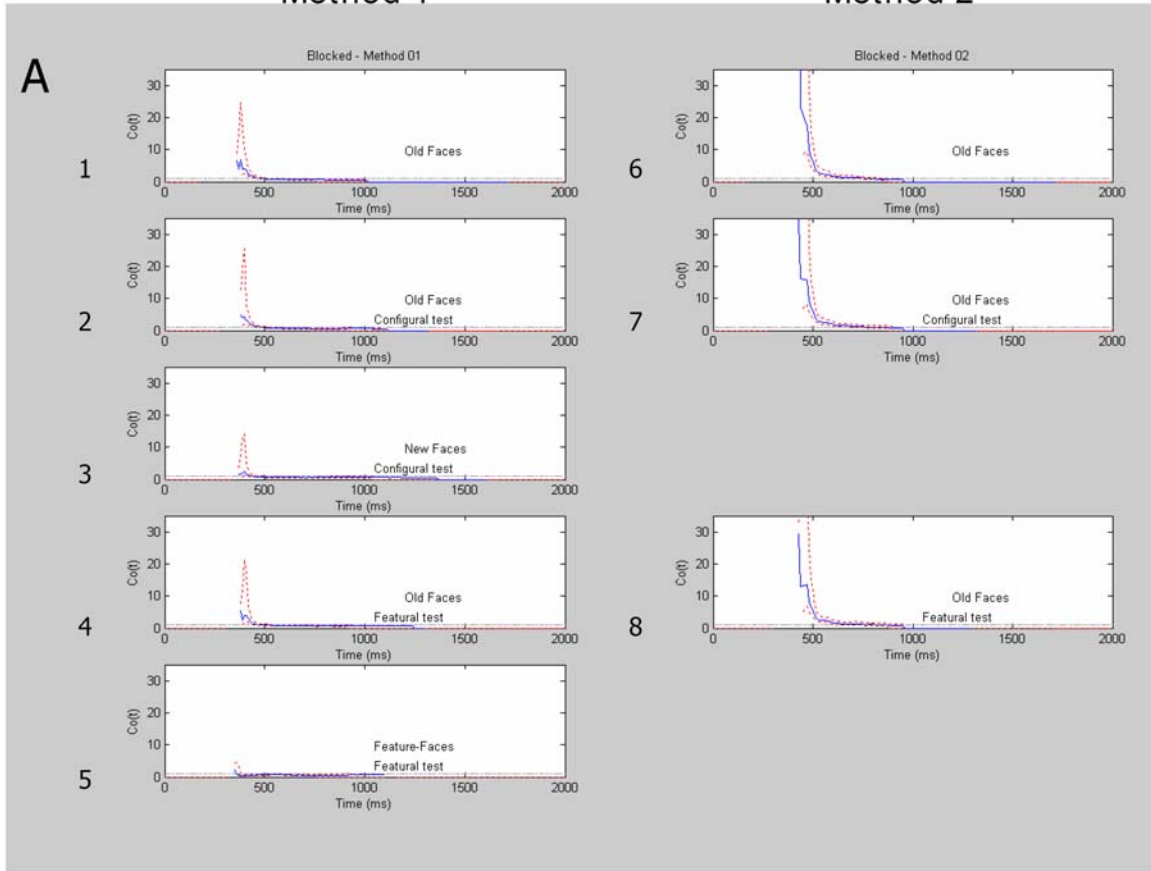 Method 1
Method 2
A
Blocked - Method 01
Blocked - Method 02
1
Co(t)
30
20
10
0
Old Faces
0 500 1000 1500 2000
Time (ms)
6
Co(t)
30
20
10
0
Old Faces
0 500 1000 1500 2000
Time (ms)
2
Co(t)
30
20
10
0
Old Faces
Configural test
0 500 1000 1500 2000
Time (ms)
7
Co(t)
30
20
10
0
Old Faces
Configural test
0 500 1000 1500 2000
Time (ms)
3
Co(t)
30
20
10
0
New Faces
Configural test
0 500 1000 1500 2000
Time (ms)
4
Co(t)
30
20
10
0
Old Faces
Featural test
0 500 1000 1500 2000
Time (ms)
8
Co(t)
30
20
10
0
Old Faces
Featural test
0 500 1000 1500 2000
Time (ms)
5
Co(t)
30
20
10
0
Feature-Faces
Featural test
0 500 1000 1500 2000
Time (ms)